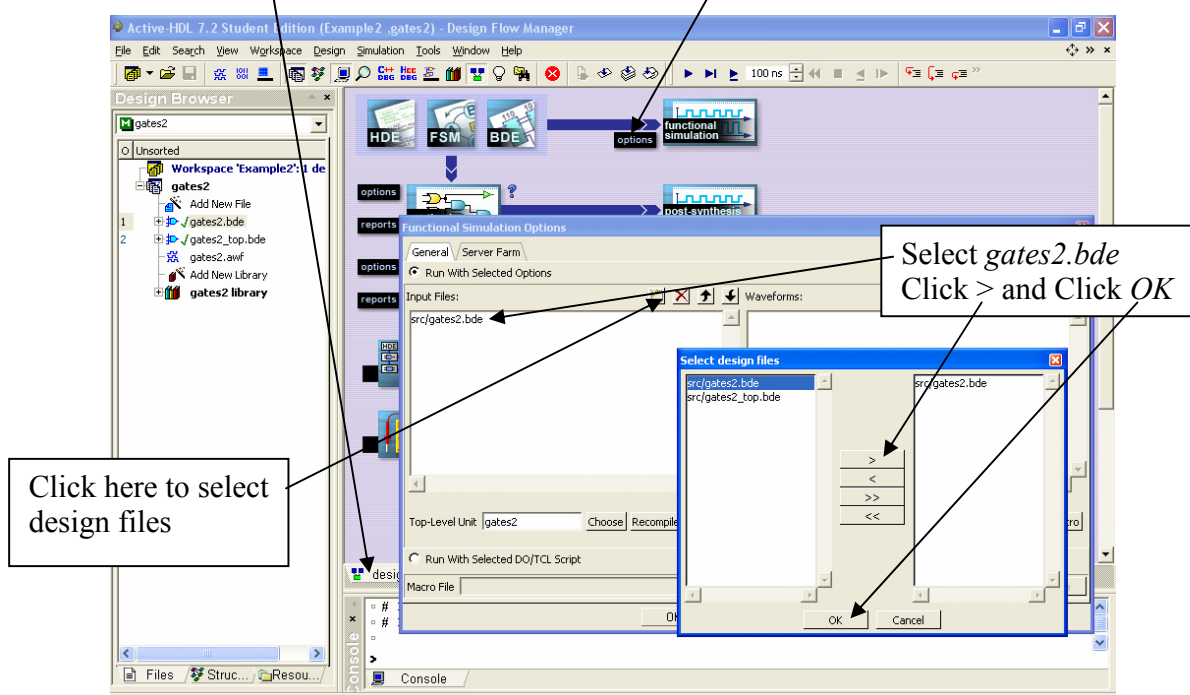 Active-HDL 7.2 Student Edition (Example2 ,gates2) - Design Flow Manager
File Edit Search View Workspace Design Simulation Tools Window Help
100 ns
Design Browser
gates2
O Unsorted
Workspace 'Example2': 1 de
gates2
Add New File
1 gates2.bde
2 gates2_top.bde
gates2.awf
Add New Library
gates2 library
Files Struc... Resou...
HDE FSM BDE
options
functional
simulation
options
post-synthesis
reports
options
reports
Functional Simulation Options
General Server Farm
Run With Selected Options
Input Files:
Waveforms:
src/gates2.bde
Top-Level Unit gates2 Choose Recompile
Run With Selected DO/TCL Script
Macro File
Select design files
src/gates2.bde
src/gates2_top.bde
src/gates2.bde
>
<
>>
<<
OK Cancel
Select gates2.bde
Click > and Click OK
Click here to select
design files
#
#
>
Console
Console